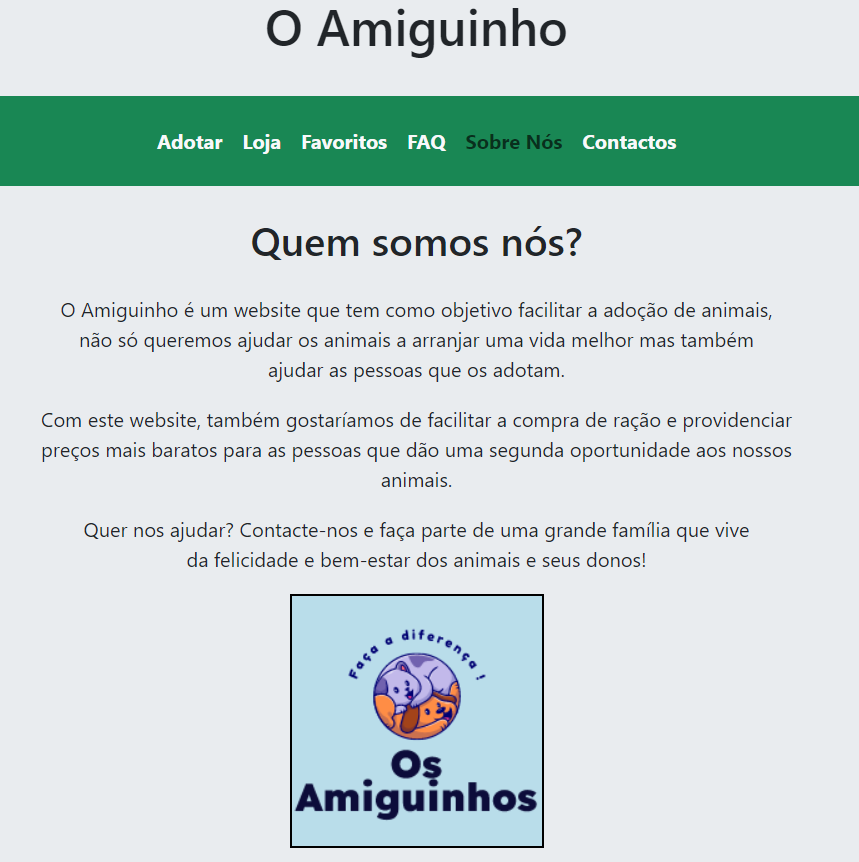 O Amiguinho
Adotar Loja Favoritos FAQ Sobre Nós Contactos
Quem somos nós?
O Amiguinho é um website que tem como objetivo facilitar a adoção de animais,
não só queremos ajudar os animais a arranjar uma vida melhor mas também
ajudar as pessoas que os adotam.
Com este website, também gostaríamos de facilitar a compra de ração e providenciar
preços mais baratos para as pessoas que dão uma segunda oportunidade aos nossos
animais.
Quer nos ajudar? Contacte-nos e faça parte de uma grande família que vive
da felicidade e bem-estar dos animais e seus donos!
Faça a diferença !
Os
Amiguinhos